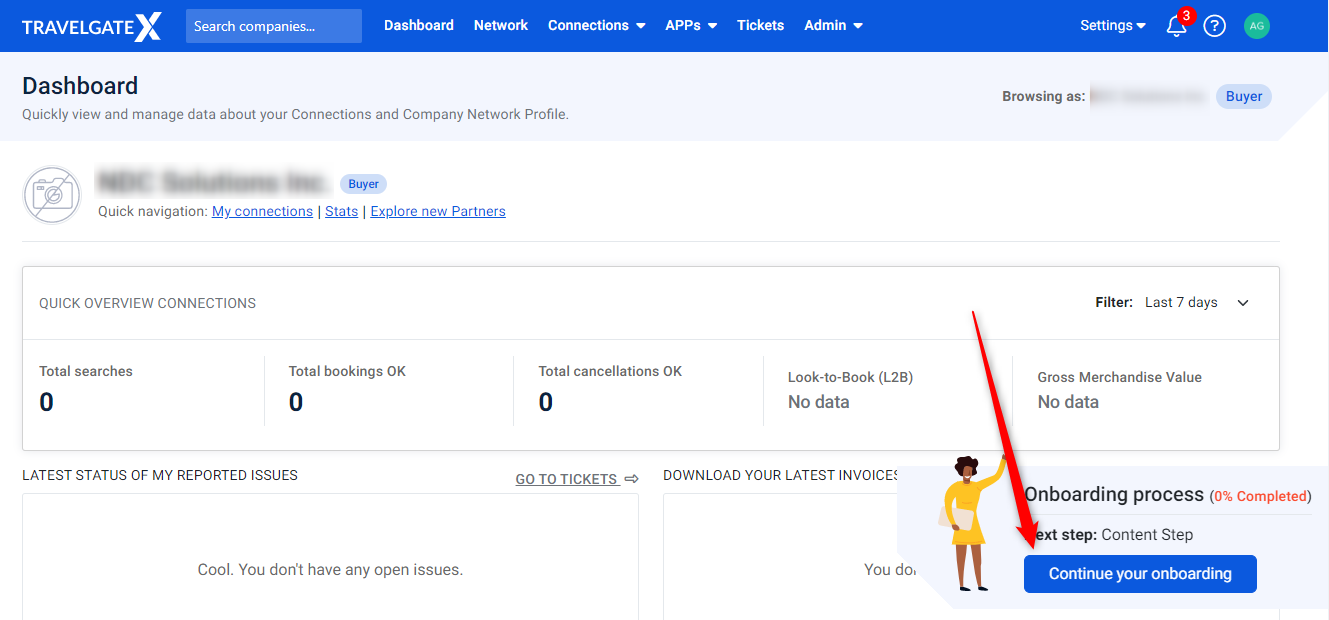 TRAVELGATEX Search companies... Dashboard Network Connections APPs Tickets Admin Settings 3 ? AG
Dashboard
Quickly view and manage data about your Connections and Company Network Profile.
Browsing as: Buyer
NDC Solutions Inc. Buyer
Quick navigation: My connections | Stats | Explore new Partners
QUICK OVERVIEW CONNECTIONS
Filter: Last 7 days
Total searches
0
Total bookings OK
0
Total cancellations OK
0
Look-to-Book (L2B)
No data
Gross Merchandise Value
No data
LATEST STATUS OF MY REPORTED ISSUES
GO TO TICKETS ⇨
Cool. You don't have any open issues.
DOWNLOAD YOUR LATEST INVOICES
You do
Onboarding process (0% Completed)
ext step: Content Step
Continue your onboarding